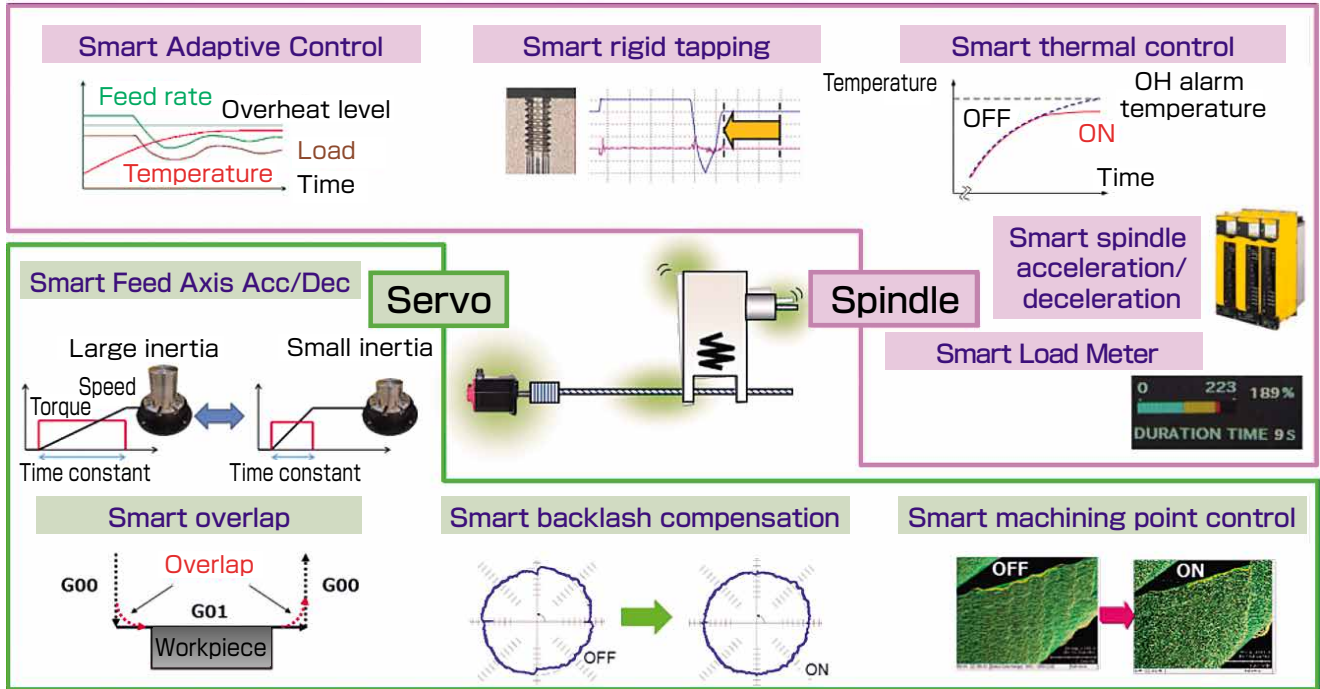 Smart Adaptive Control
Feed rate
Overheat level
Load
Temperature
Time
Smart rigid tapping
Smart thermal control
Temperature
OH alarm
temperature
OFF
ON
Time
Smart spindle
acceleration/
deceleration
Spindle
Smart Load Meter
0 223 189%
DURATION TIME 9S
Servo
Smart Feed Axis Acc/Dec
Large inertia
Small inertia
Speed
Torque
Time constant
Time constant
Smart overlap
Overlap
G00
G00
G01
Workpiece
Smart backlash compensation
OFF
ON
Smart machining point control
OFF
ON